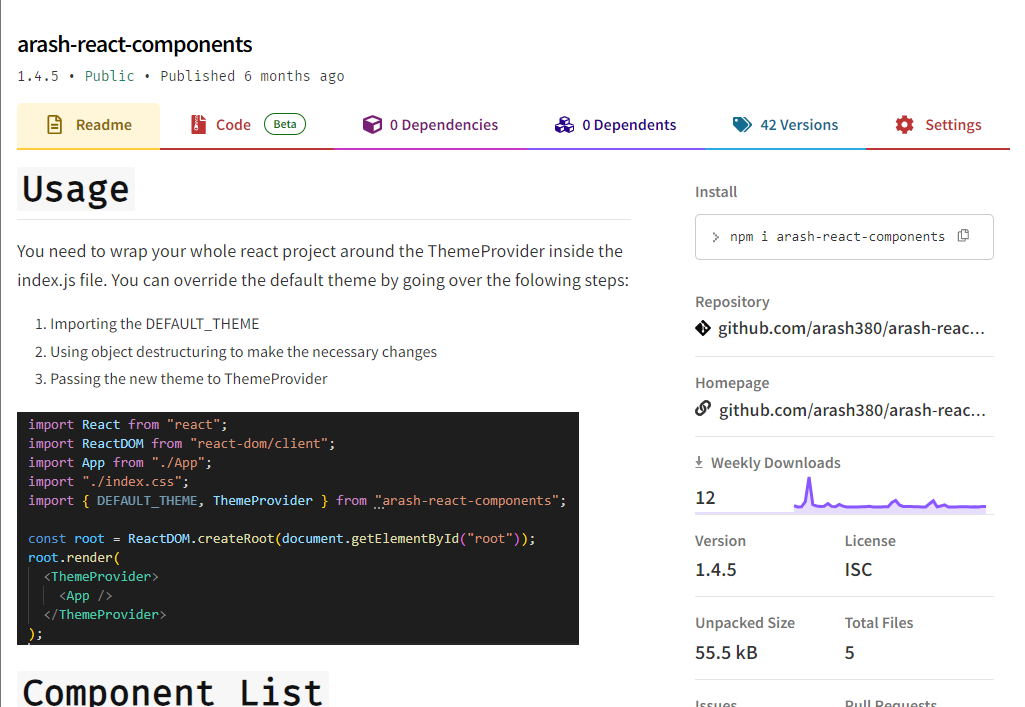 arash-react-components
1.4.5 • Public • Published 6 months ago
Readme
Code Beta
0 Dependencies
0 Dependents
42 Versions
Settings
Usage
You need to wrap your whole react project around the ThemeProvider inside the
index.js file. You can override the default theme by going over the folowing steps:
1. Importing the DEFAULT_THEME
2. Using object destructuring to make the necessary changes
3. Passing the new theme to ThemeProvider
import React from "react";
import ReactDOM from "react-dom/client";
import App from "./App";
import "./index.css";
import { DEFAULT_THEME, ThemeProvider } from "arash-react-components";
const root = ReactDOM.createRoot(document.getElementById("root"));
root.render(
<ThemeProvider>
<App />
</ThemeProvider>
);
Component List
Install
> npm i arash-react-components
Repository
github.com/arash380/arash-reac...
Homepage
github.com/arash380/arash-reac...
Weekly Downloads
12
Version
License
1.4.5
ISC
Unpacked Size
Total Files
55.5 kB
5
Issues
Pull Requests